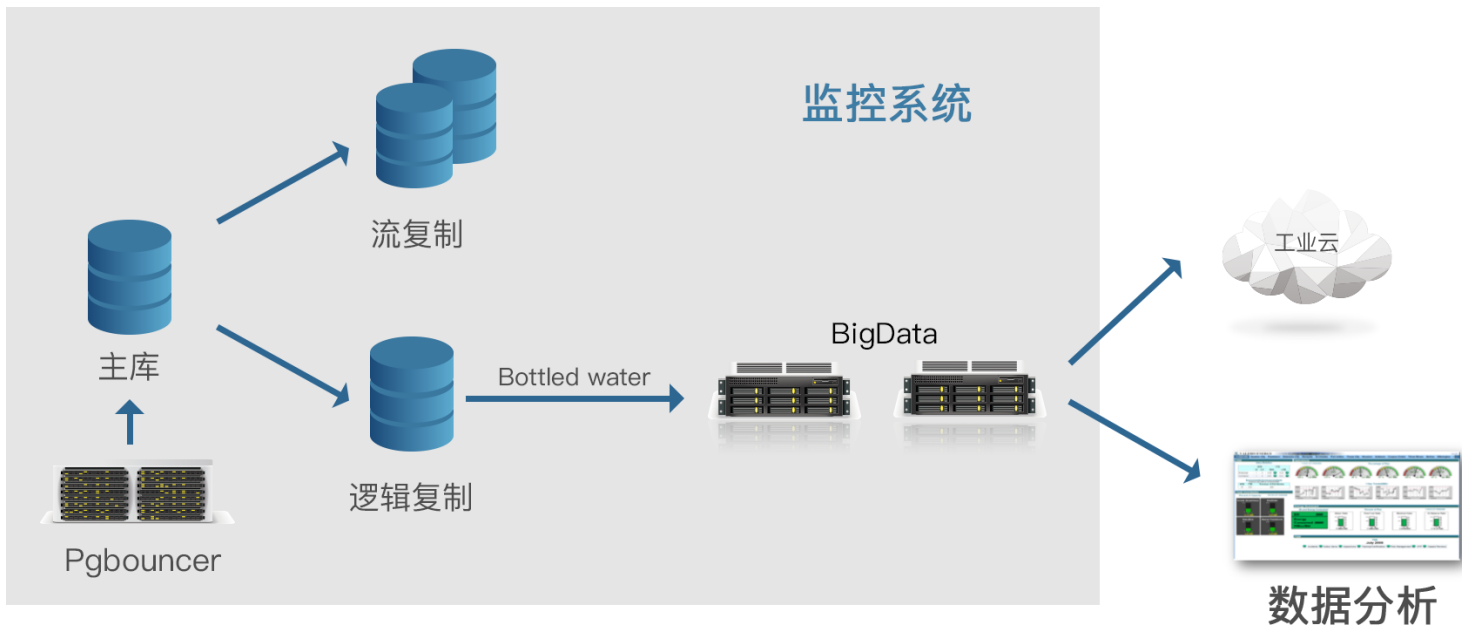 监控系统
流复制
工业云
主库
BigData
Bottled water
逻辑复制
Pgbouncer
数据分析